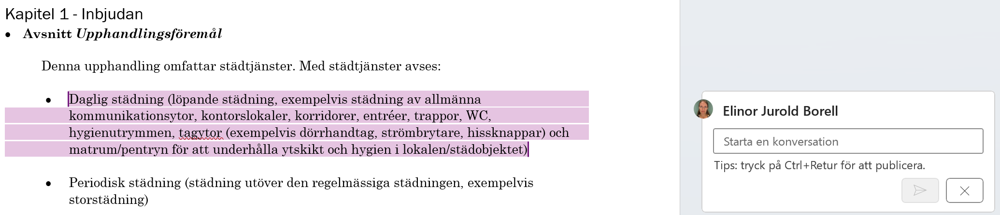 Kapitel 1 - Inbjudan
• Avsnitt Upphandlingsföremål
Denna upphandling omfattar städtjänster. Med städtjänster avses:
• Daglig städning (löpande städning, exempelvis städning av allmänna
kommunikationsytor, kontorslokaler, korridorer, entréer, trappor, WC,
hygienutrymmen, tagytor (exempelvis dörrhandtag, strömbrytare, hissknappar) och
matrum/pentryn för att underhålla ytskikt och hygien i lokalen/städobjektet)
• Periodisk städning (städning utöver den regelmässiga städningen, exempelvis
storstädning)
Elinor Jurold Borell
Starta en konversation
Tips: tryck på Ctrl+Retur för att publicera.